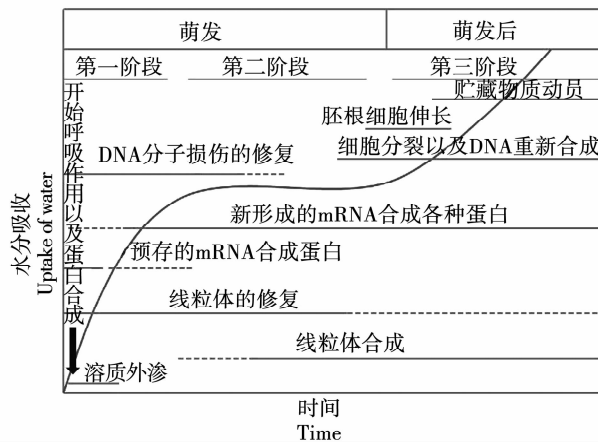 萌发
萌发后
第一阶段
第二阶段
第三阶段
贮藏物质动员
胚根细胞伸长
细胞分裂以及DNA重新合成
DNA分子损伤的修复
新形成的mRNA合成各种蛋白
预存的mRNA合成蛋白
线粒体的修复
线粒体合成
溶质外渗
开始呼吸作用以及蛋白合成
水分吸收
Uptake of water
时间
Time